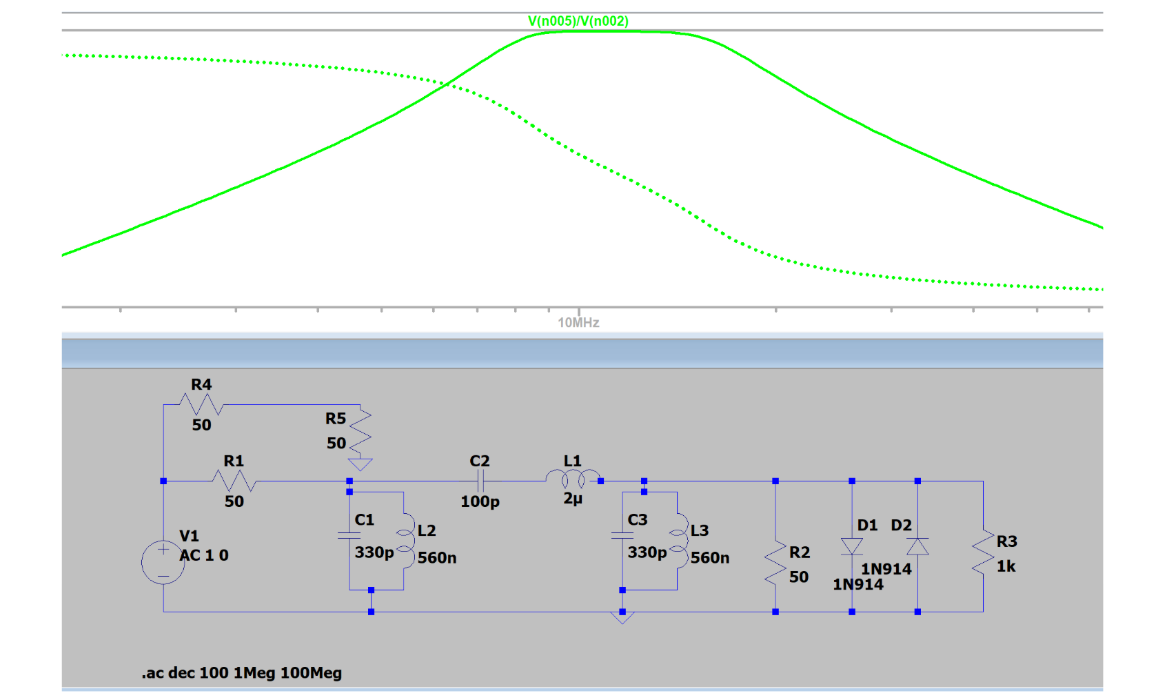 V(n005)/V(n002)
10MHz
R4
50
R5
50
R1
50
C2
100p
L1
2µ
V1
AC 1 0
C1
330p
L2
560n
C3
330p
L3
560n
R2
50
D1
1N914
D2
1N914
R3
1k
.ac dec 100 1Meg 100Meg